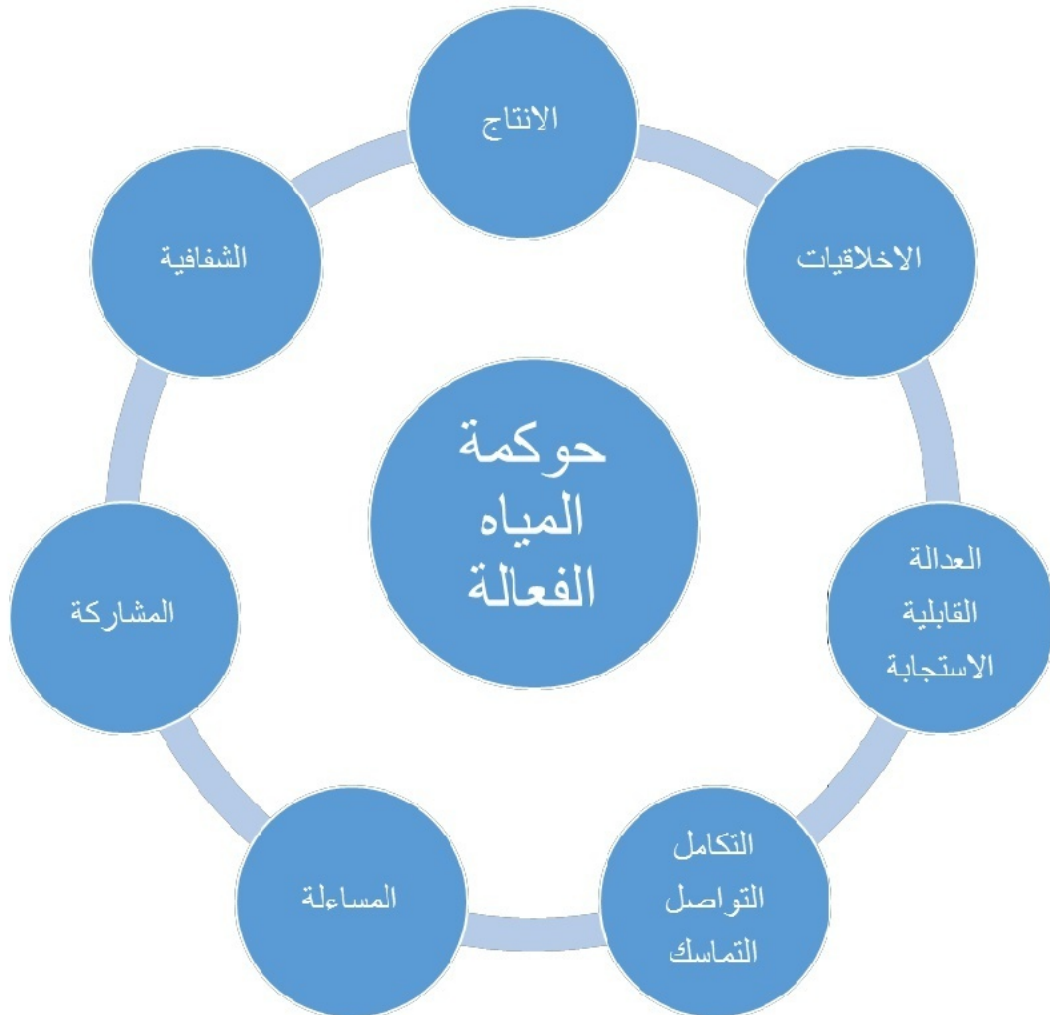 الانتاج
الاخلاقيات
العدالة
القابلية
الاستجابة
التكامل
التواصل
التماسك
المساءلة
المشاركة
الشفافية
حوكمة
المياه
الفعالة